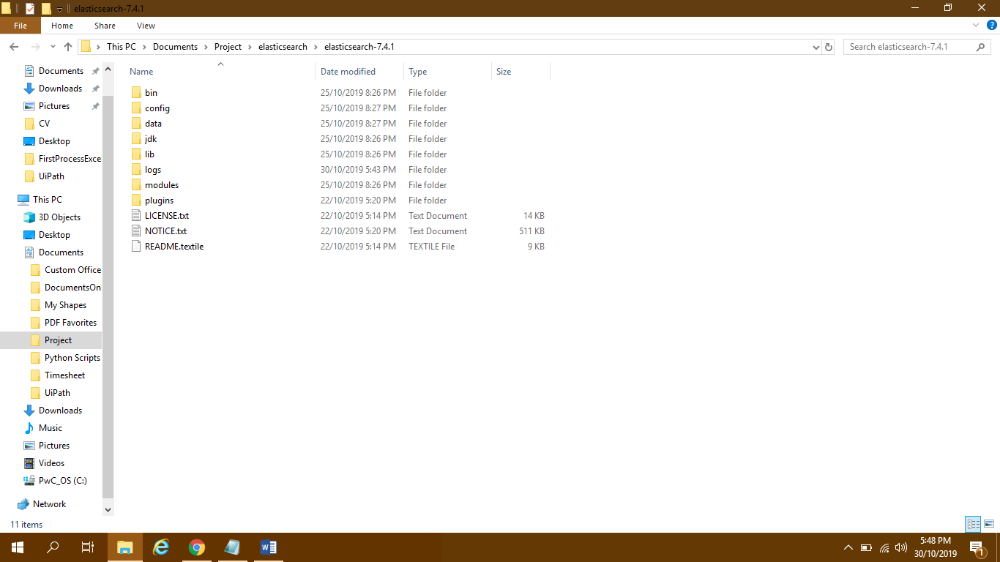 elasticsearch-7.4.1
File Home Share View
This PC Documents Project elasticsearch elasticsearch-7.4.1 Search elasticsearch-7.4.1
Documents
Downloads
Pictures
CV
Desktop
FirstProcessExce
UiPath
This PC
3D Objects
Desktop
Documents
Custom Office
DocumentsOn
My Shapes
PDF Favorites
Project
Python Scripts
Timesheet
UiPath
Downloads
Music
Pictures
Videos
PwC_OS (C:)
Network
Name Date modified Type Size
bin 25/10/2019 8:26 PM File folder
config 25/10/2019 8:27 PM File folder
data 25/10/2019 8:27 PM File folder
jdk 25/10/2019 8:26 PM File folder
lib 25/10/2019 8:26 PM File folder
logs 30/10/2019 5:43 PM File folder
modules 25/10/2019 8:26 PM File folder
plugins 22/10/2019 5:20 PM File folder
LICENSE.txt 22/10/2019 5:14 PM Text Document 14 KB
NOTICE.txt 22/10/2019 5:20 PM Text Document 511 KB
README.textile 22/10/2019 5:14 PM TEXTILE File 9 KB
11 items
5:48 PM
30/10/2019
1